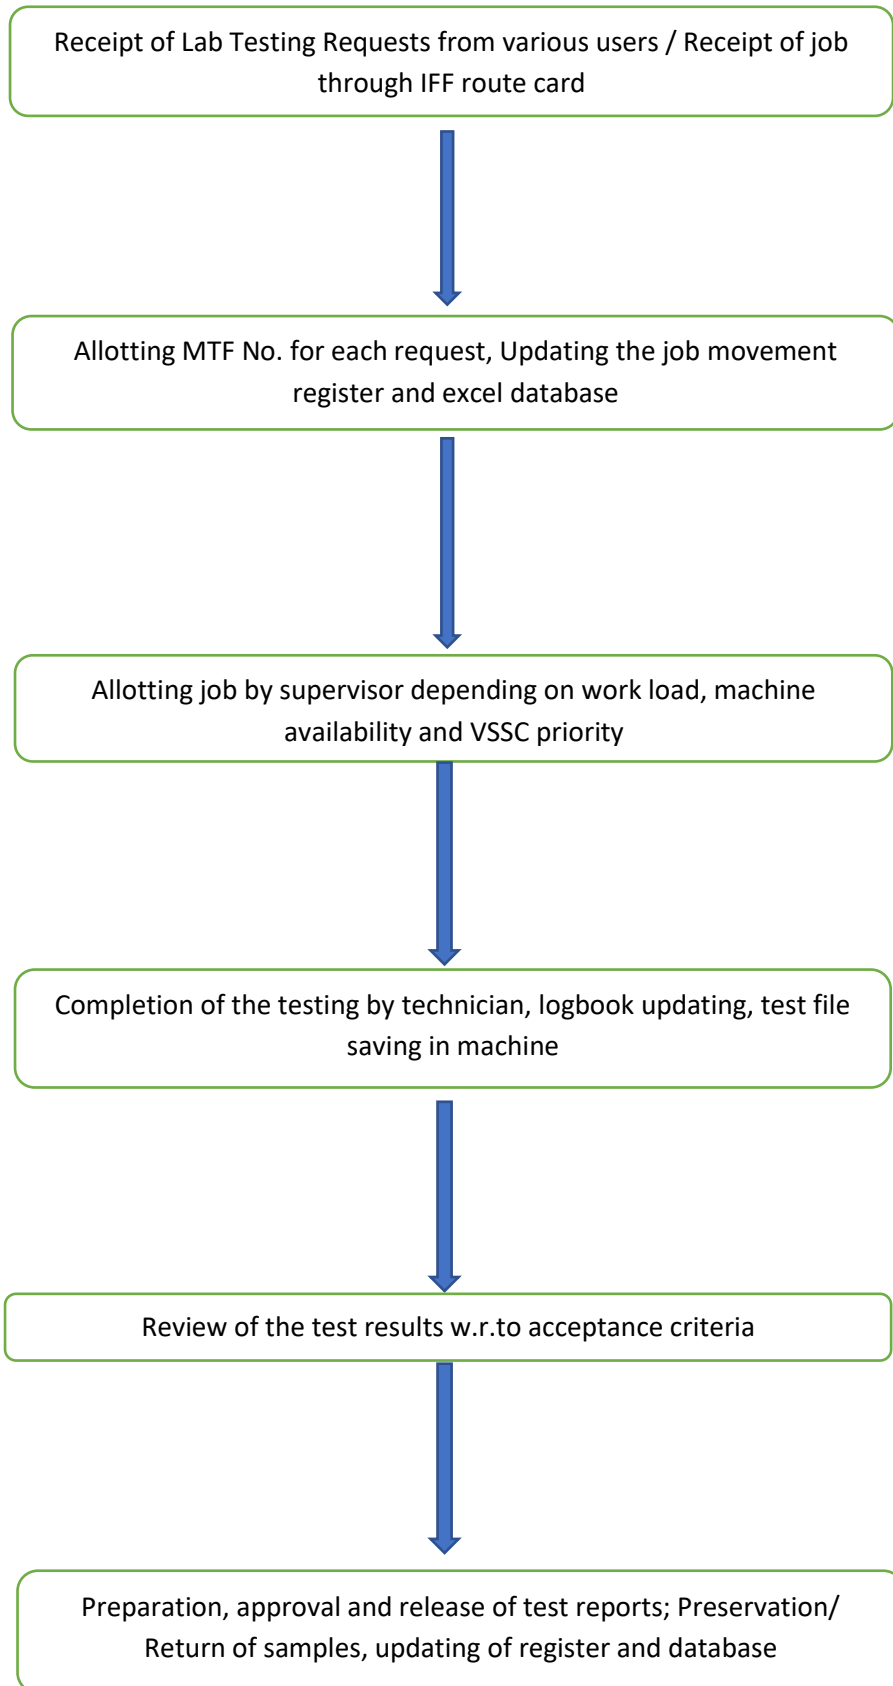 Receipt of Lab Testing Requests from various users / Receipt of job
through IFF route card
Allotting MTF No. for each request, Updating the job movement
register and excel database
Allotting job by supervisor depending on work load, machine
availability and VSSC priority
Completion of the testing by technician, logbook updating, test file
saving in machine
Review of the test results w.r.to acceptance criteria
Preparation, approval and release of test reports; Preservation/
Return of samples, updating of register and database